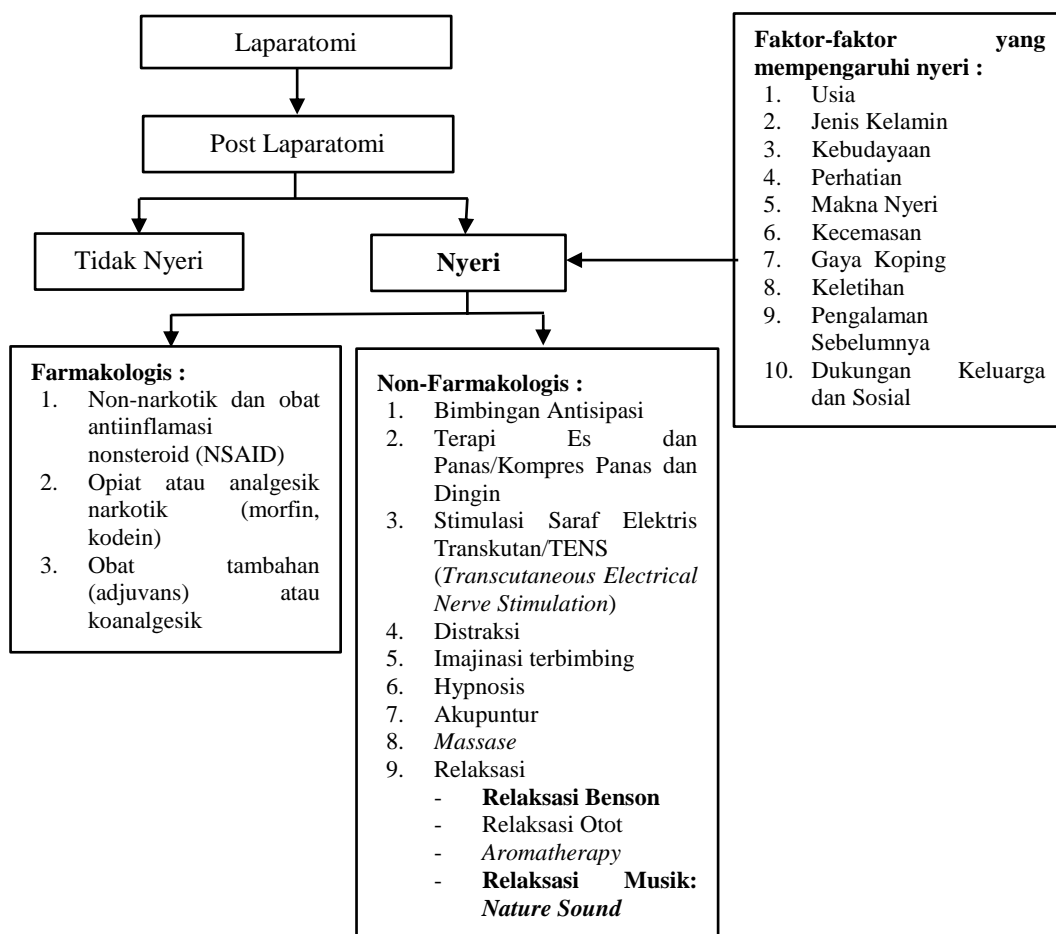 Laparatomi
Post Laparatomi
Tidak Nyeri
Nyeri
Faktor-faktor yang
mempengaruhi nyeri :
1. Usia
2. Jenis Kelamin
3. Kebudayaan
4. Perhatian
5. Makna Nyeri
6. Kecemasan
7. Gaya Koping
8. Keletihan
9. Pengalaman
Sebelumnya
10. Dukungan Keluarga
dan Sosial
Farmakologis :
1. Non-narkotik dan obat
antiinflamasi
nonsteroid (NSAID)
2. Opiat atau analgesik
narkotik (morfin,
kodein)
3. Obat tambahan
(adjuvans) atau
koanalgesik
Non-Farmakologis :
1. Bimbingan Antisipasi
2. Terapi Es dan
Panas/Kompres Panas dan
Dingin
3. Stimulasi Saraf Elektris
Transkutan/TENS
(Transcutaneous Electrical
Nerve Stimulation)
4. Distraksi
5. Imajinasi terbimbing
6. Hypnosis
7. Akupuntur
8. Massase
9. Relaksasi
- Relaksasi Benson
- Relaksasi Otot
- Aromatherapy
- Relaksasi Musik:
Nature Sound